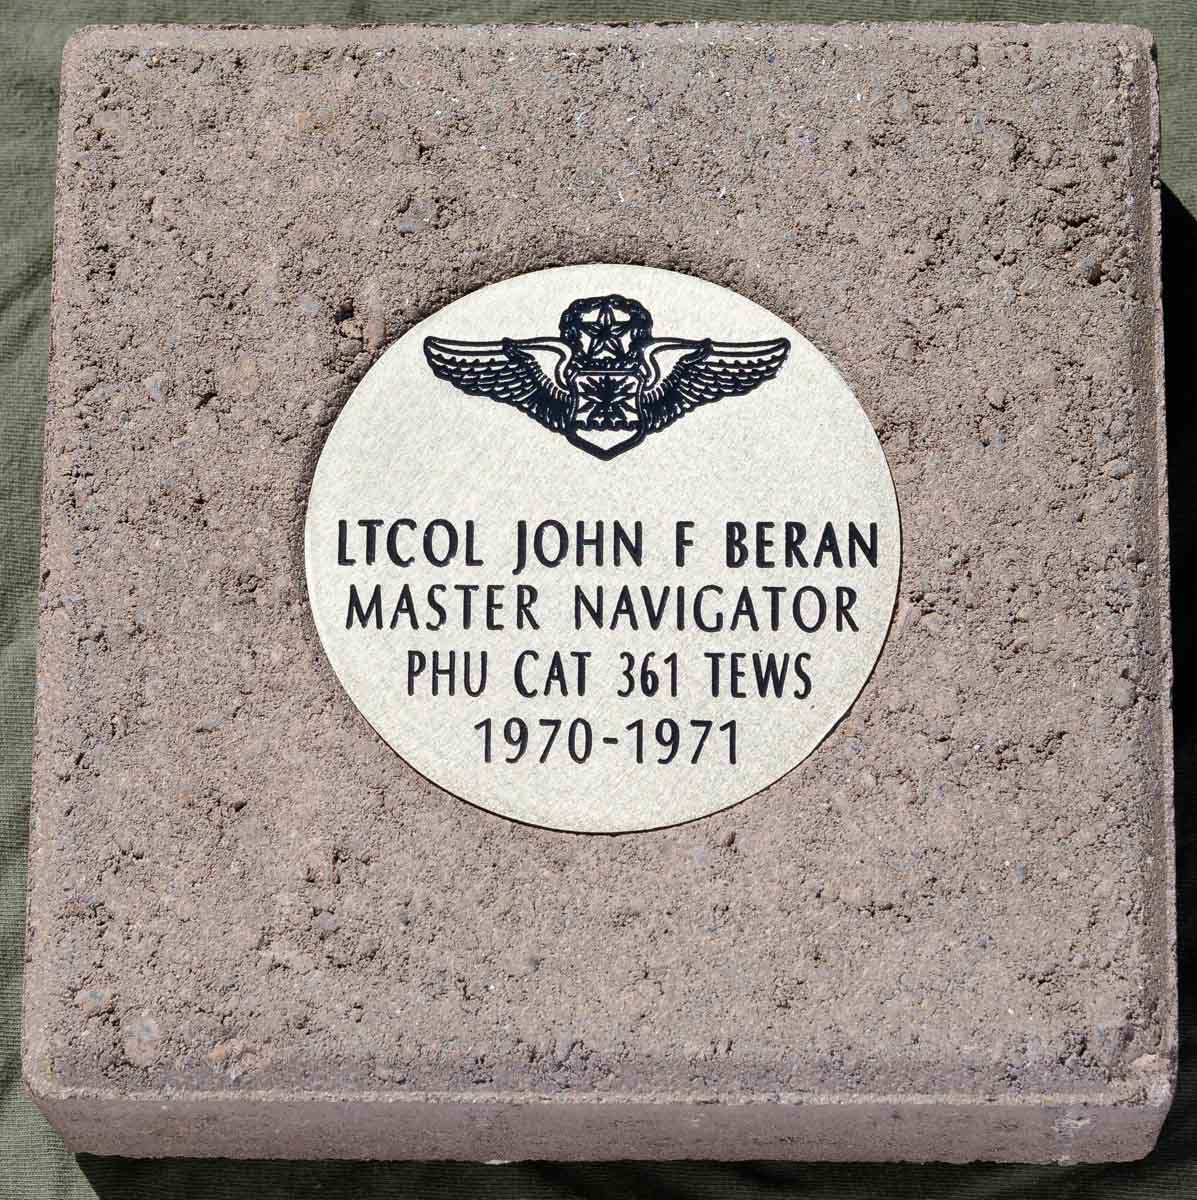 LTCOL JOHN F BERAN
MASTER NAVIGATOR
PHU CAT 361 TEWS
1970-1971